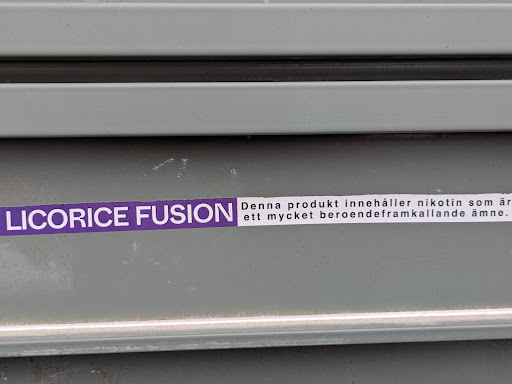 LICORICE FUSION
Denna produkt innehåller nikotin som är
ett mycket beroendeframkallande ämne.